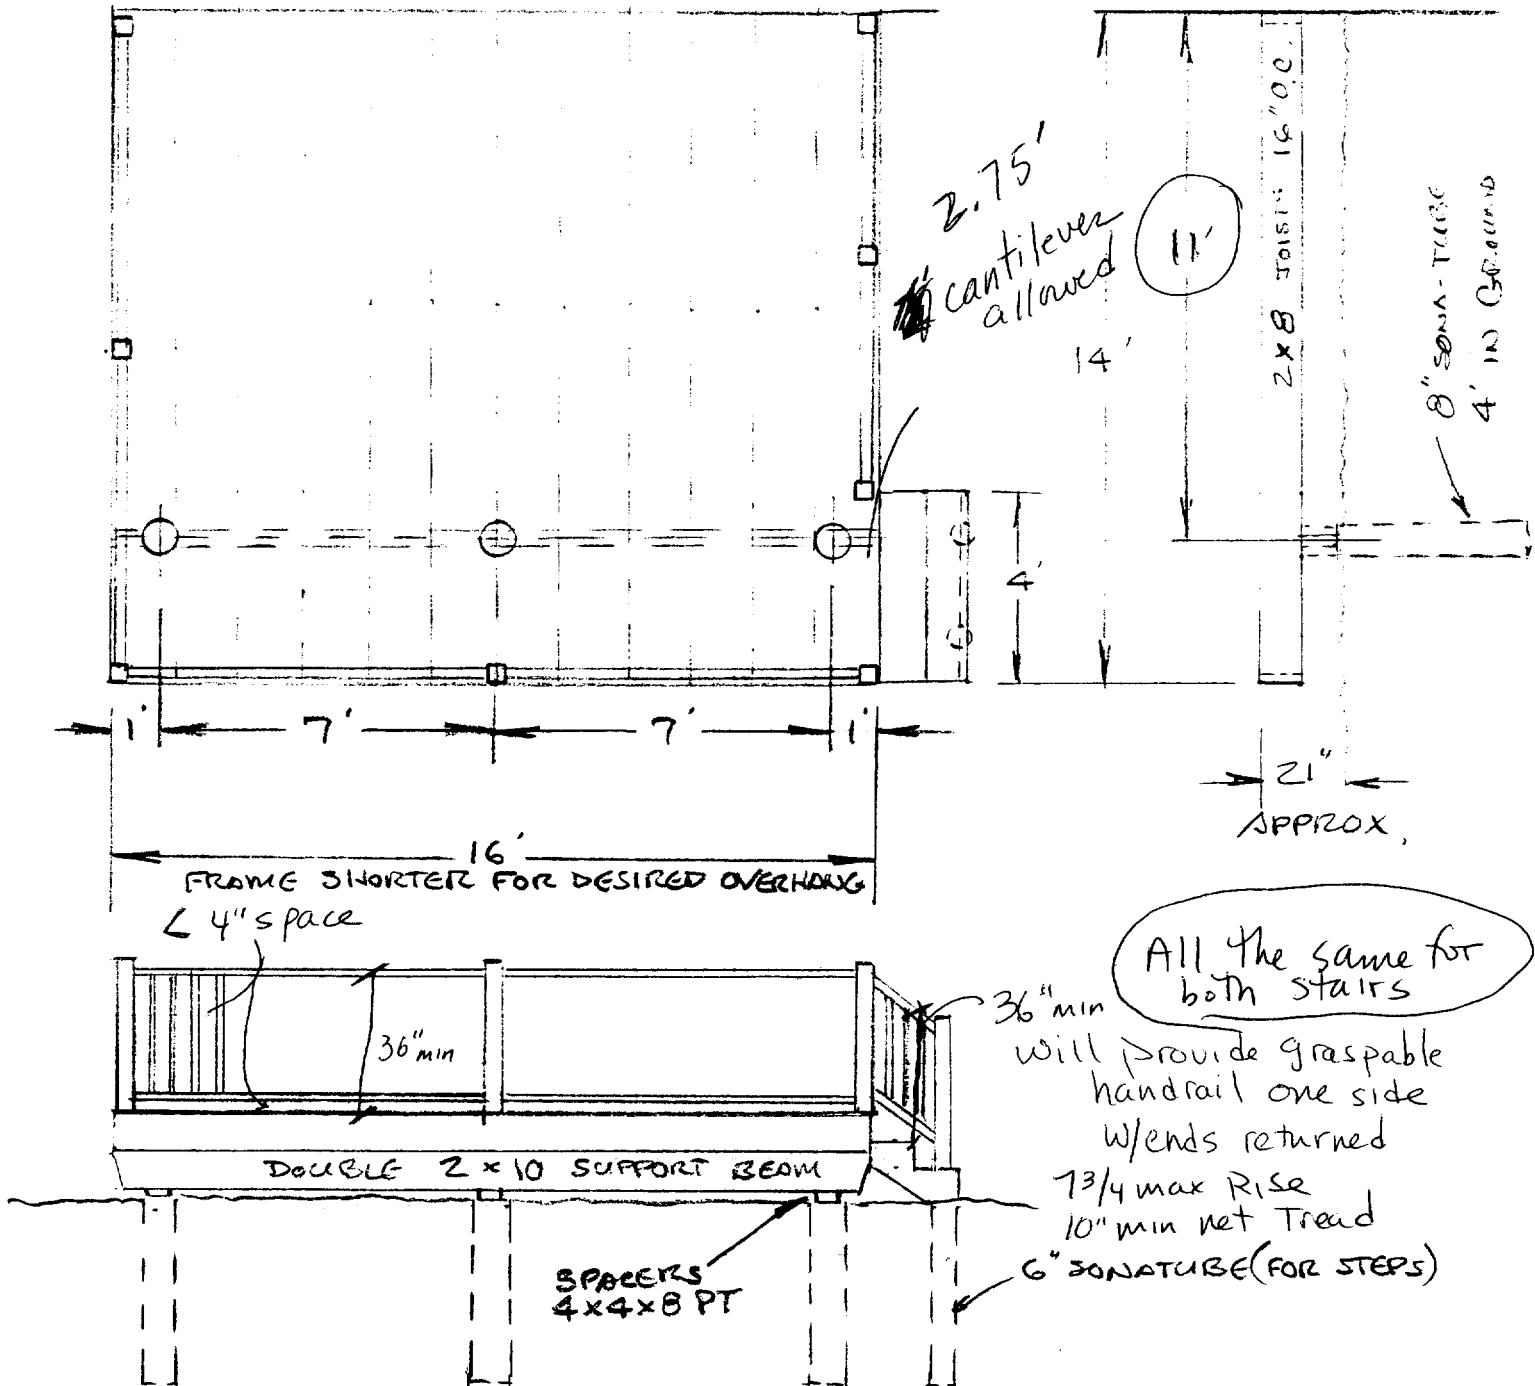 2.75'
cantilever
allowed
11'
14'
2x8 JOISTS 16" O.C.
8" SONA-TUBE
4' IN GROUND
4'
1'
7'
7'
1'
21"
APPROX.
16'
FRAME SHORTER FOR DESIRED OVERHANG
< 4" space
36" min
DOUBLE 2x10 SUPPORT BEAM
SPACERS
4x4x8 PT
All the same for
both stairs
36" min
will provide graspable
handrail one side
w/ends returned
7 3/4 max Rise
10" min net Tread
6" SONATUBE (FOR STEPS)